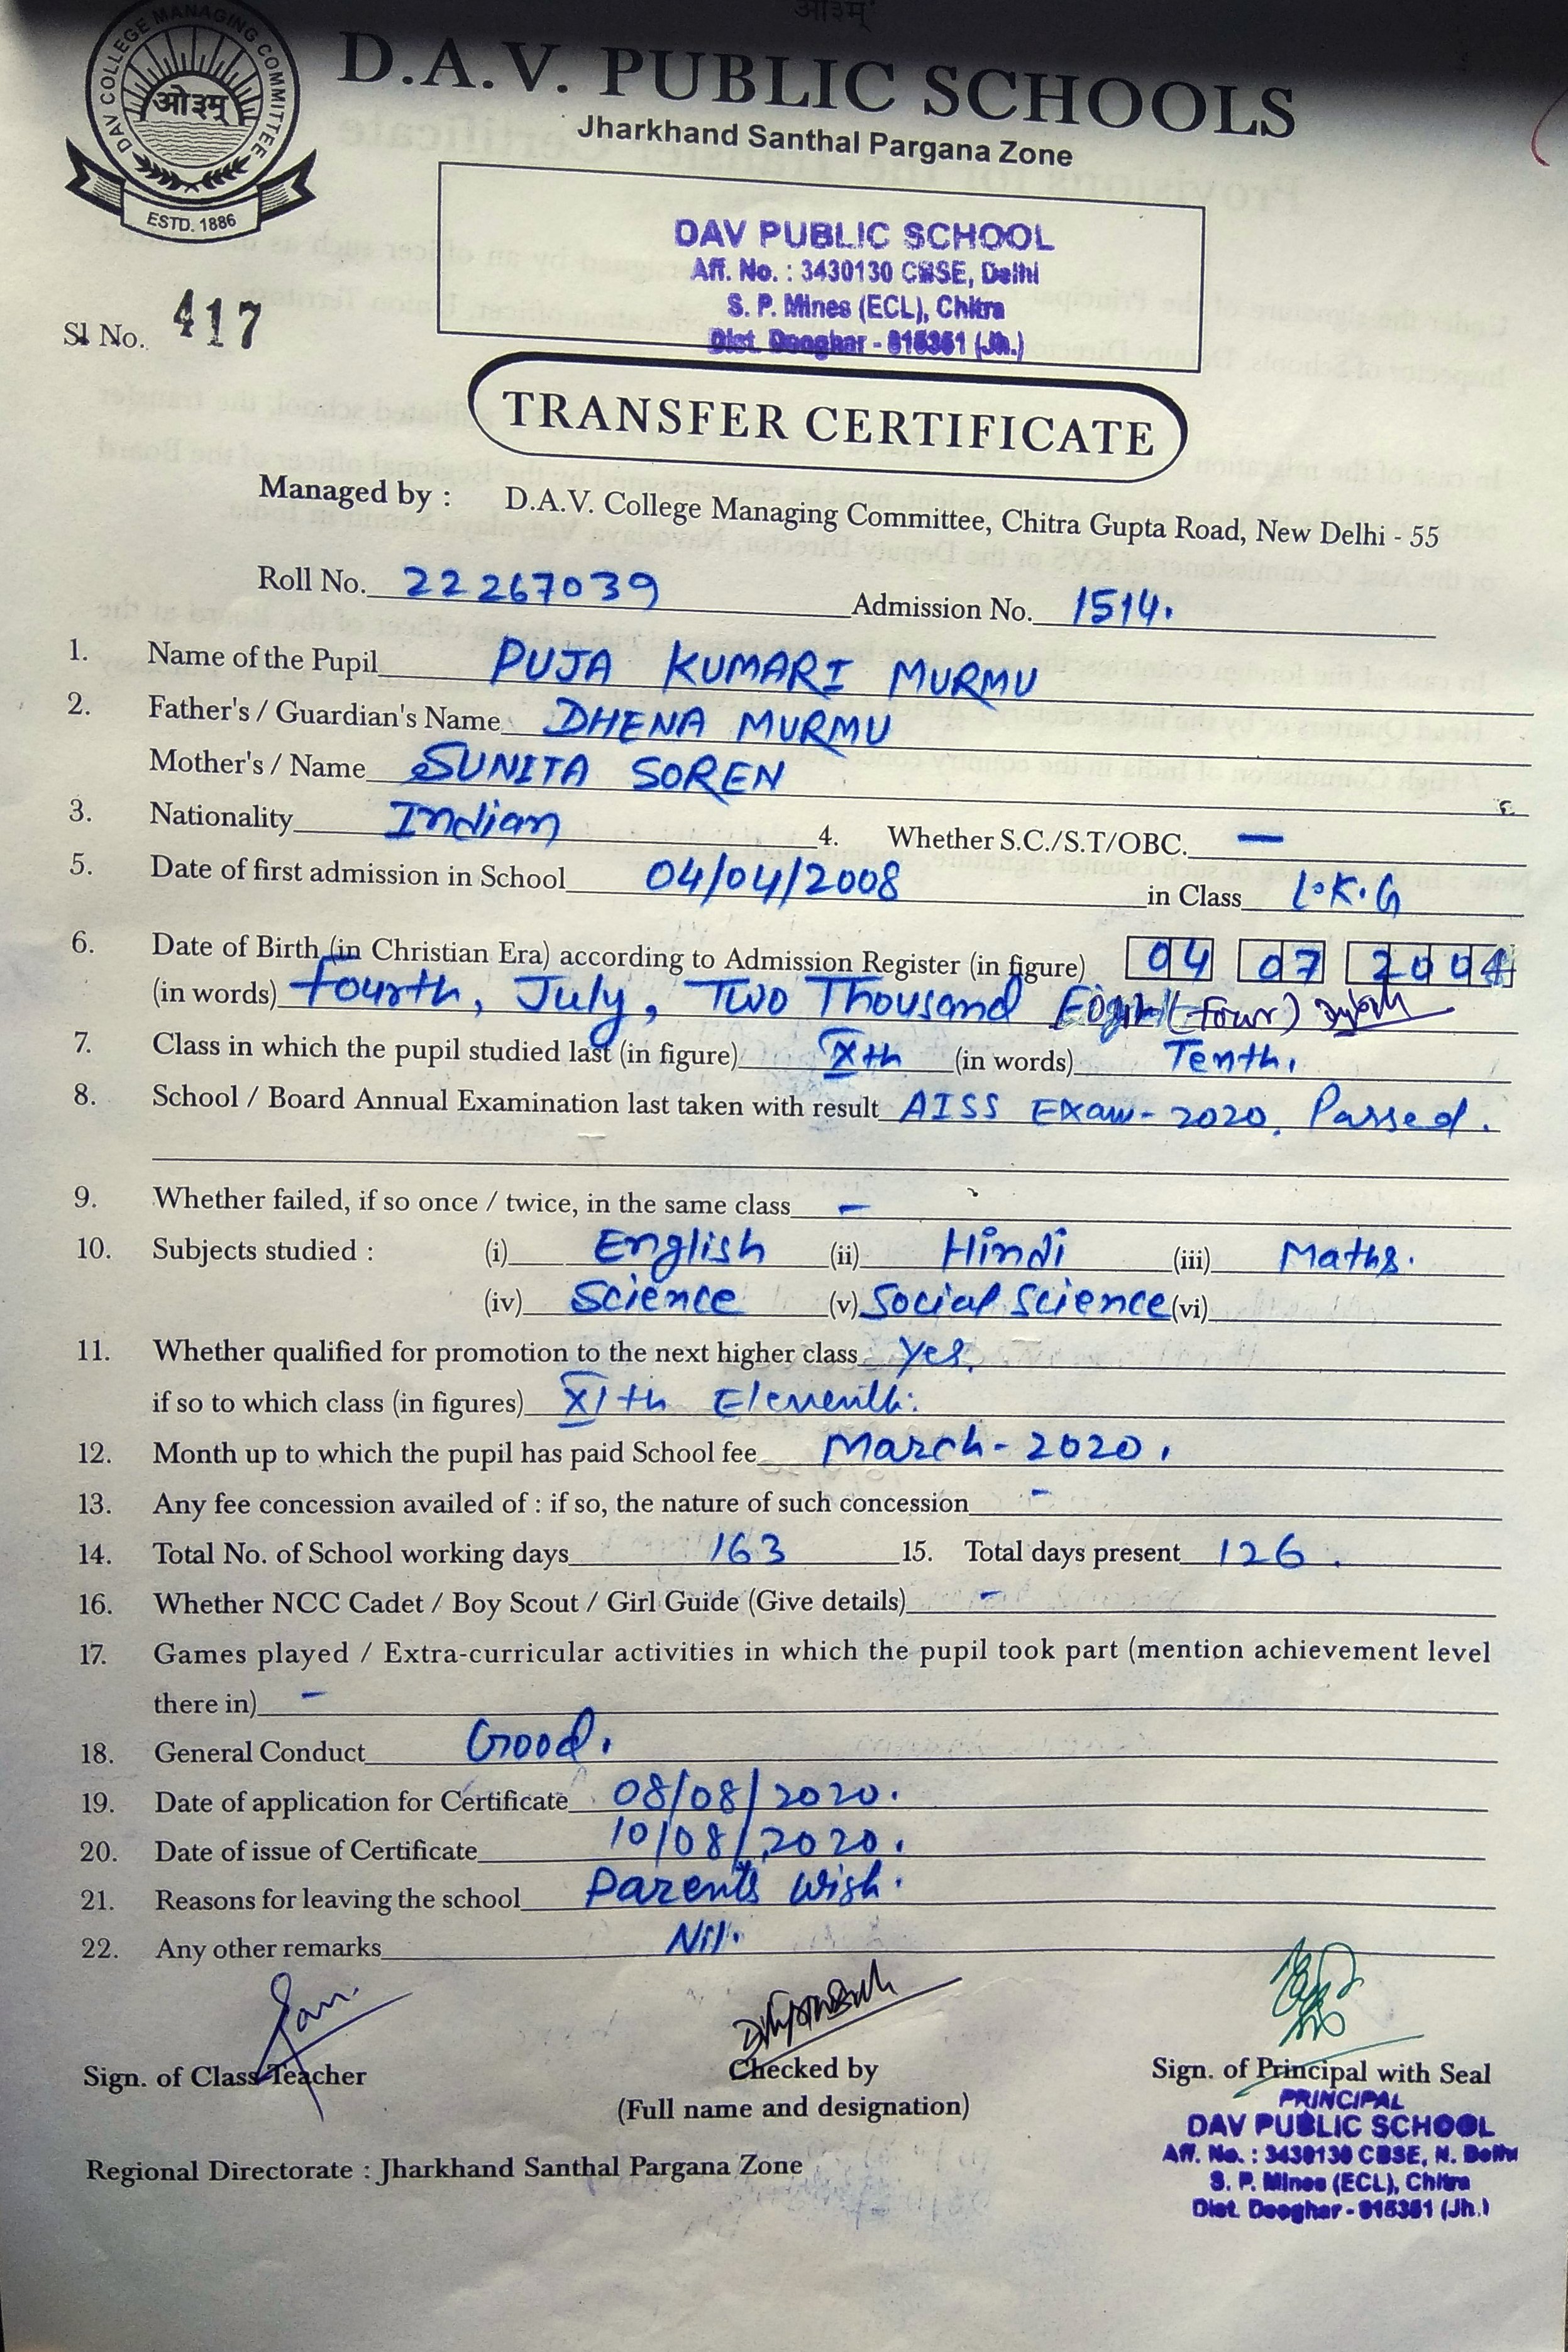 ओ३म्
DAV COLLEGE MANAGING COMMITTEE
ओ३म्
ESTD. 1886
D.A.V. PUBLIC SCHOOLS
Jharkhand Santhal Pargana Zone
DAV PUBLIC SCHOOL
Aff. No. : 3430130 CBSE, Delhi
S. P. Mines (ECL), Chitra
Dist. Deoghar - 815351 (Jh.)
Sl No. 417
TRANSFER CERTIFICATE
Managed by : D.A.V. College Managing Committee, Chitra Gupta Road, New Delhi - 55
Roll No. 22267039 Admission No. 1514.
1. Name of the Pupil PUJA KUMARI MURMU
2. Father's / Guardian's Name DHENA MURMU
Mother's / Name SUNITA SOREN
3. Nationality Indian 4. Whether S.C./S.T/OBC. —
5. Date of first admission in School 04/04/2008 in Class L.K.G
6. Date of Birth (in Christian Era) according to Admission Register (in figure) 04 07 2004
(in words) Fourth, July, Two Thousand Eight (Four)
7. Class in which the pupil studied last (in figure) Xth (in words) Tenth.
8. School / Board Annual Examination last taken with result AISS Exam-2020. Passed.
9. Whether failed, if so once / twice, in the same class –
10. Subjects studied : (i) English (ii) Hindi (iii) Maths.
(iv) Science (v) Social Science (vi)
11. Whether qualified for promotion to the next higher class Yes.
if so to which class (in figures) XIth Eleventh.
12. Month up to which the pupil has paid School fee March-2020.
13. Any fee concession availed of : if so, the nature of such concession -
14. Total No. of School working days 163 15. Total days present 126.
16. Whether NCC Cadet / Boy Scout / Girl Guide (Give details) -
17. Games played / Extra-curricular activities in which the pupil took part (mention achievement level
there in) -
18. General Conduct Good.
19. Date of application for Certificate 08/08/2020.
20. Date of issue of Certificate 10/08/2020.
21. Reasons for leaving the school Parent's Wish.
22. Any other remarks Nil.
Sign. of Class Teacher Checked by Sign. of Principal with Seal
(Full name and designation)
PRINCIPAL
DAV PUBLIC SCHOOL
Aff. No. : 3430130 CBSE, N. Delhi
S. P. Mines (ECL), Chitra
Dist. Deoghar - 815351 (Jh.)
Regional Directorate : Jharkhand Santhal Pargana Zone